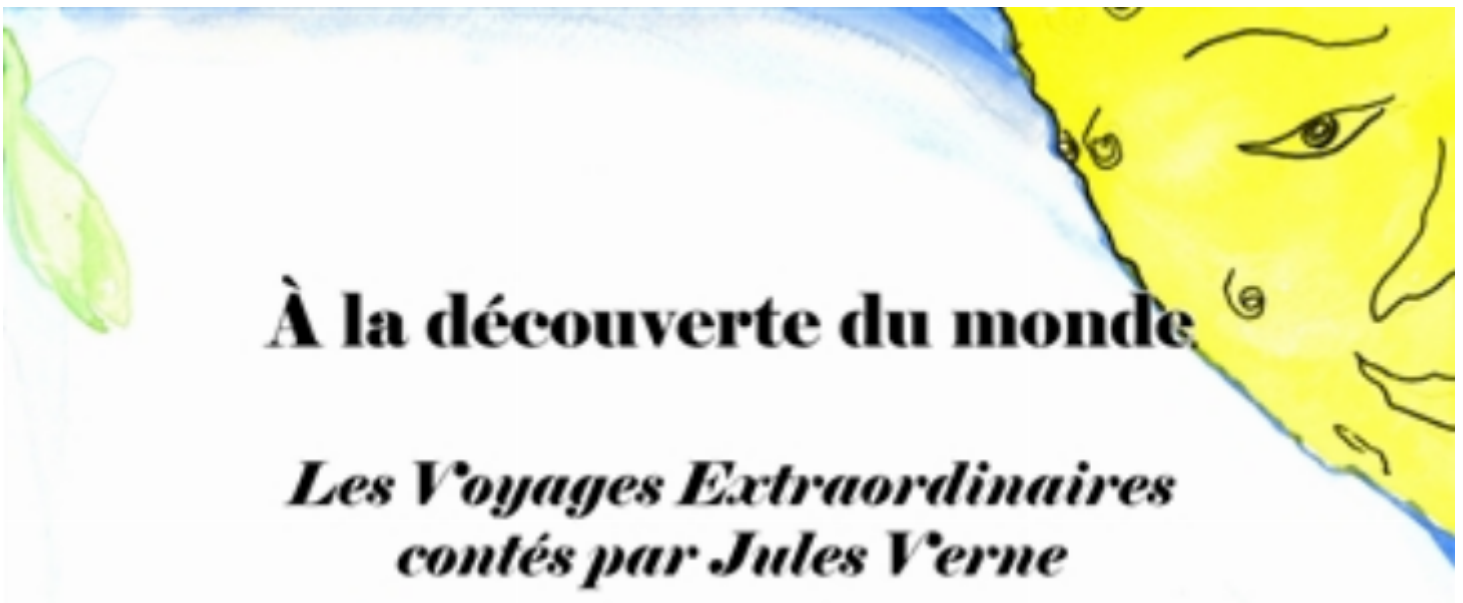 À la découverte du monde
Les Voyages Extraordinaires
contés par Jules Verne